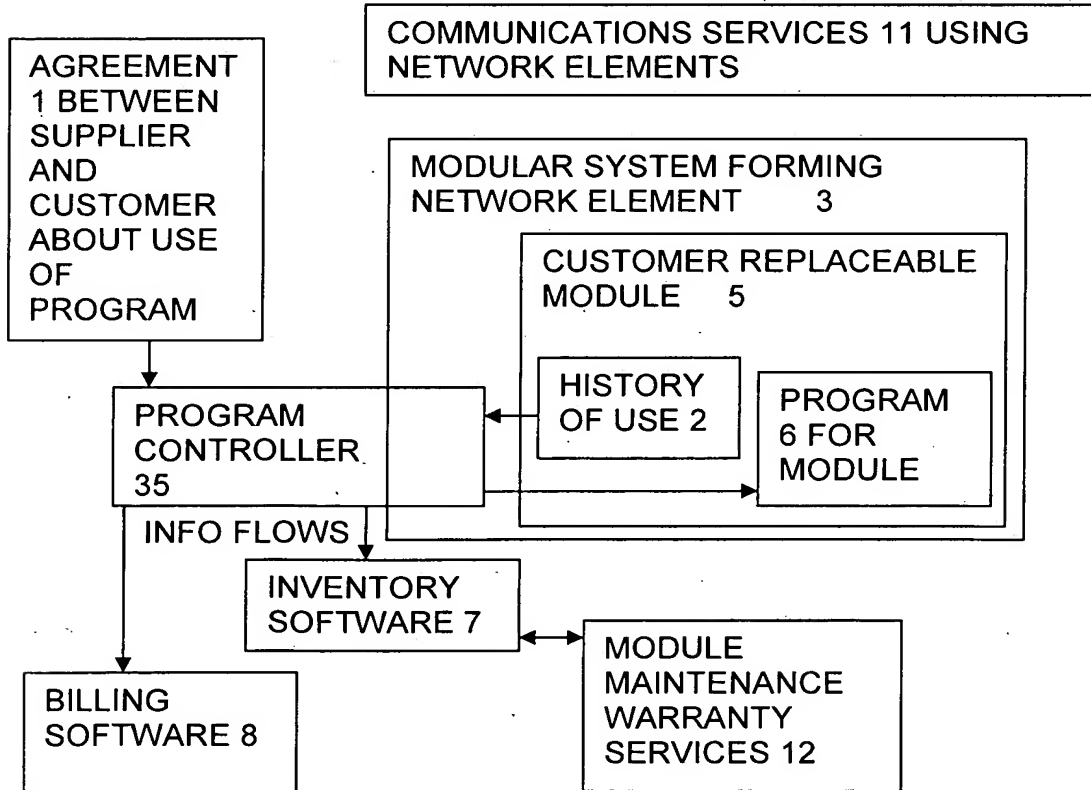 COMMUNICATIONS SERVICES 11 USING
NETWORK ELEMENTS
AGREEMENT
1 BETWEEN
SUPPLIER
AND
CUSTOMER
ABOUT USE
OF
PROGRAM
MODULAR SYSTEM FORMING
NETWORK ELEMENT 3
CUSTOMER REPLACEABLE
MODULE 5
HISTORY
OF USE 2
PROGRAM
6 FOR
MODULE
PROGRAM
CONTROLLER
35
INFO FLOWS
INVENTORY
SOFTWARE 7
MODULE
MAINTENANCE
WARRANTY
SERVICES 12
BILLING
SOFTWARE 8